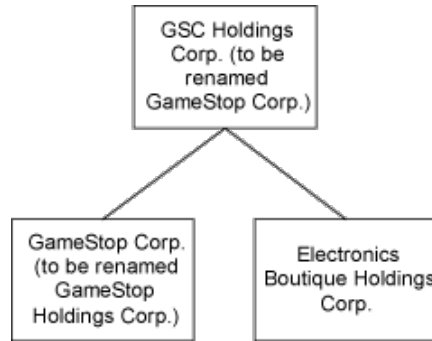 GSC Holdings
Corp. (to be
renamed
GameStop Corp.)
GameStop Corp.
(to be renamed
GameStop
Holdings Corp.)
Electronics
Boutique Holdings
Corp.